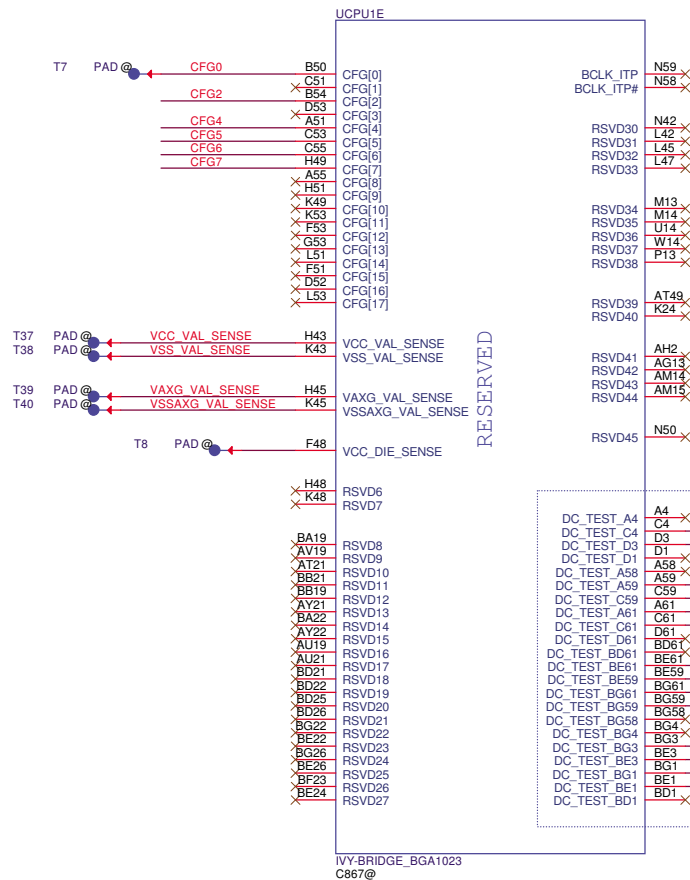 UCPU1E
T7 PAD @ CFG0 B50 CFG[0] BCLK_ITP N59
C51 CFG[1] BCLK_ITP# N58
CFG2 B54 CFG[2]
D53 CFG[3]
CFG4 A51 CFG[4] RSVD30 N42
CFG5 C53 CFG[5] RSVD31 L42
CFG6 C55 CFG[6] RSVD32 L45
CFG7 H49 CFG[7] RSVD33 L47
A55 CFG[8]
H51 CFG[9]
K49 CFG[10] RSVD34 M13
K53 CFG[11] RSVD35 M14
F53 CFG[12] RSVD36 U14
G53 CFG[13] RSVD37 W14
L51 CFG[14] RSVD38 P13
F51 CFG[15]
D52 CFG[16]
L53 CFG[17] RSVD39 AT49
RSVD40 K24
T37 PAD @ VCC_VAL_SENSE H43 VCC_VAL_SENSE
T38 PAD @ VSS_VAL_SENSE K43 VSS_VAL_SENSE RSVD41 AH2
RSVD42 AG13
RSVD43 AM14
T39 PAD @ VAXG_VAL_SENSE H45 VAXG_VAL_SENSE RSVD44 AM15
T40 PAD @ VSSAXG_VAL_SENSE K45 VSSAXG_VAL_SENSE
RESERVED
RSVD45 N50
T8 PAD @ F48 VCC_DIE_SENSE
H48 RSVD6
K48 RSVD7
DC_TEST_A4 A4
DC_TEST_C4 C4
BA19 RSVD8 DC_TEST_D3 D3
AV19 RSVD9 DC_TEST_D1 D1
AT21 RSVD10 DC_TEST_A58 A58
BB21 RSVD11 DC_TEST_A59 A59
BB19 RSVD12 DC_TEST_C59 C59
AY21 RSVD13 DC_TEST_A61 A61
BA22 RSVD14 DC_TEST_C61 C61
AY22 RSVD15 DC_TEST_D61 D61
AU19 RSVD16 DC_TEST_BD61 BD61
AU21 RSVD17 DC_TEST_BE61 BE61
BD21 RSVD18 DC_TEST_BE59 BE59
BD22 RSVD19 DC_TEST_BG61 BG61
BD25 RSVD20 DC_TEST_BG59 BG59
BD26 RSVD21 DC_TEST_BG58 BG58
BG22 RSVD22 DC_TEST_BG4 BG4
BE22 RSVD23 DC_TEST_BG3 BG3
BG26 RSVD24 DC_TEST_BE3 BE3
BE26 RSVD25 DC_TEST_BG1 BG1
BF23 RSVD26 DC_TEST_BE1 BE1
BE24 RSVD27 DC_TEST_BD1 BD1
IVY-BRIDGE_BGA1023
C867@